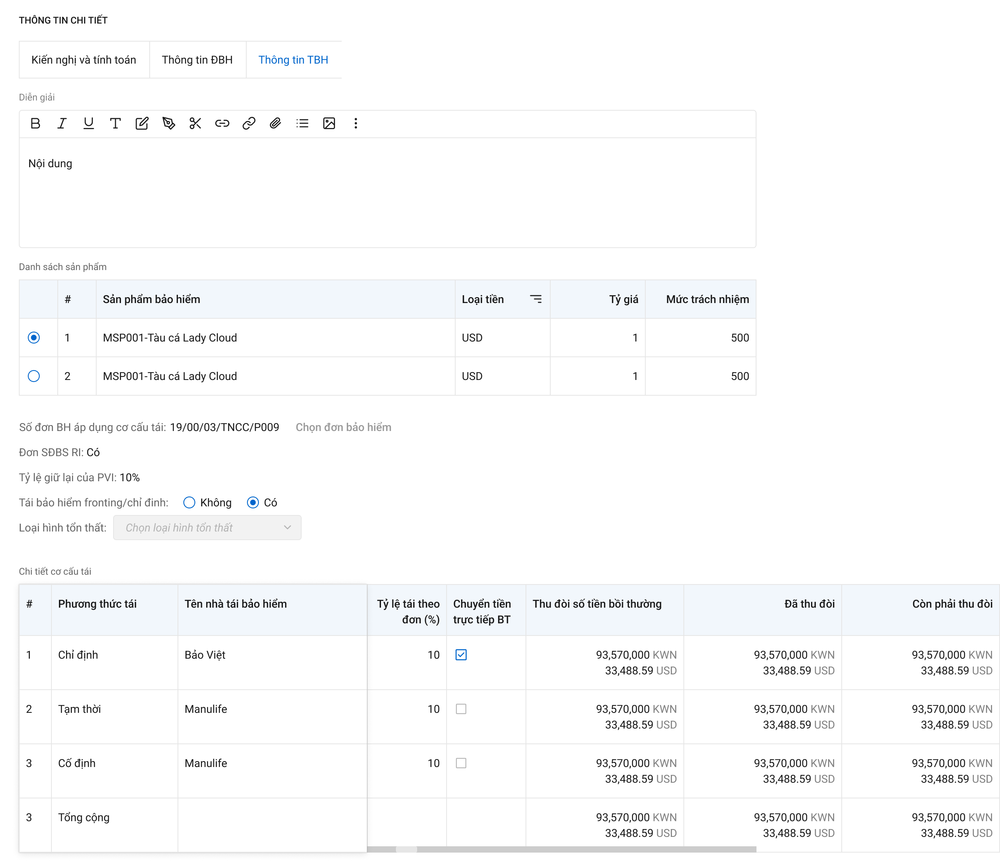 THÔNG TIN CHI TIẾT
Kiến nghị và tính toán Thông tin ĐBH Thông tin TBH
Diễn giải
Nội dung
Danh sách sản phẩm
# Sản phẩm bảo hiểm Loại tiền Tỷ giá Mức trách nhiệm
1 MSP001-Tàu cá Lady Cloud USD 1 500
2 MSP001-Tàu cá Lady Cloud USD 1 500
Số đơn BH áp dụng cơ cấu tái: 19/00/03/TNCC/P009 Chọn đơn bảo hiểm
Đơn SĐBS RI: Có
Tỷ lệ giữ lại của PVI: 10%
Tái bảo hiểm fronting/chỉ đinh: Không Có
Loại hình tổn thất: Chọn loại hình tổn thất
Chi tiết cơ cấu tái
# Phương thức tái Tên nhà tái bảo hiểm Tỷ lệ tái theo Chuyển tiền Thu đòi số tiền bồi thường Đã thu đòi Còn phải thu đòi
đơn (%) trực tiếp BT
1 Chỉ định Bảo Việt 10 93,570,000 KWN 93,570,000 KWN 93,570,000 KWN
33,488.59 USD 33,488.59 USD 33,488.59 USD
2 Tạm thời Manulife 10 93,570,000 KWN 93,570,000 KWN 93,570,000 KWN
33,488.59 USD 33,488.59 USD 33,488.59 USD
3 Cố định Manulife 10 93,570,000 KWN 93,570,000 KWN 93,570,000 KWN
33,488.59 USD 33,488.59 USD 33,488.59 USD
3 Tổng cộng 93,570,000 KWN 93,570,000 KWN 93,570,000 KWN
33,488.59 USD 33,488.59 USD 33,488.59 USD